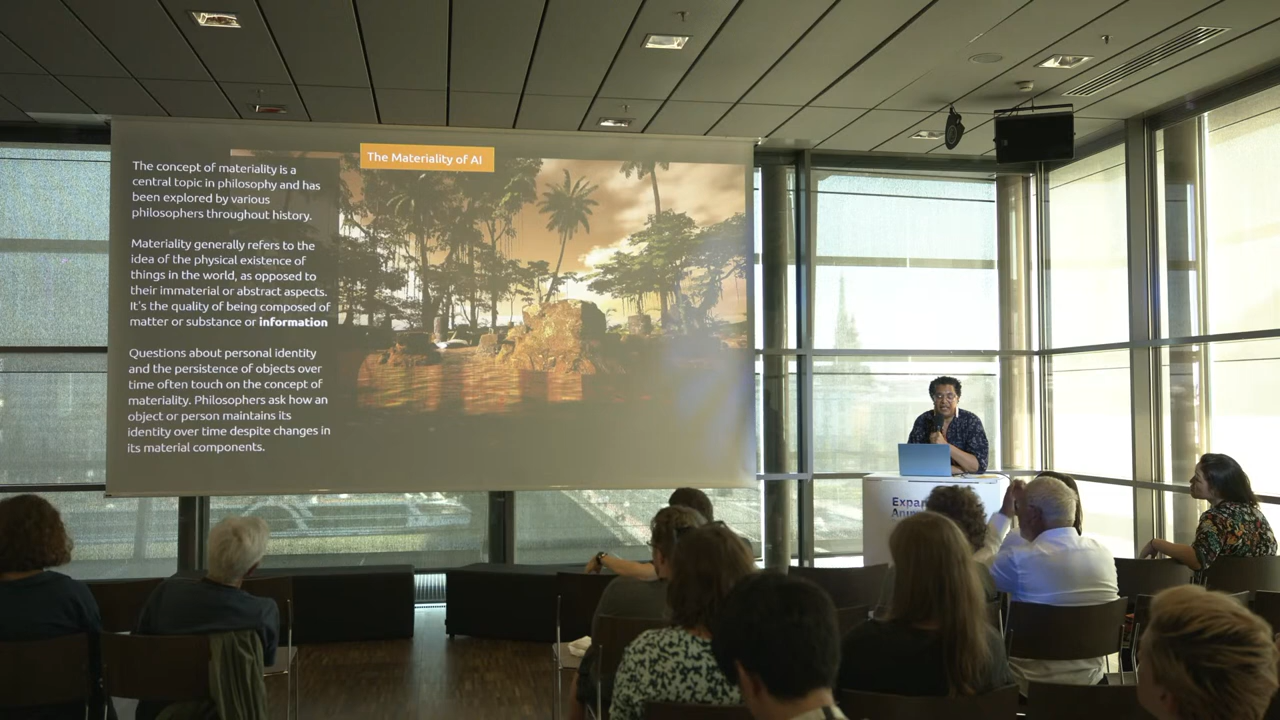 The Materiality of AI
The concept of materiality is a
central topic in philosophy and has
been explored by various
philosophers throughout history.
Materiality generally refers to the
idea of the physical existence of
things in the world, as opposed to
their immaterial or abstract aspects.
It's the quality of being composed of
matter or substance or information
Questions about personal identity
and the persistence of objects over
time often touch on the concept of
materiality. Philosophers ask how an
object or person maintains its
identity over time despite changes in
its material components.